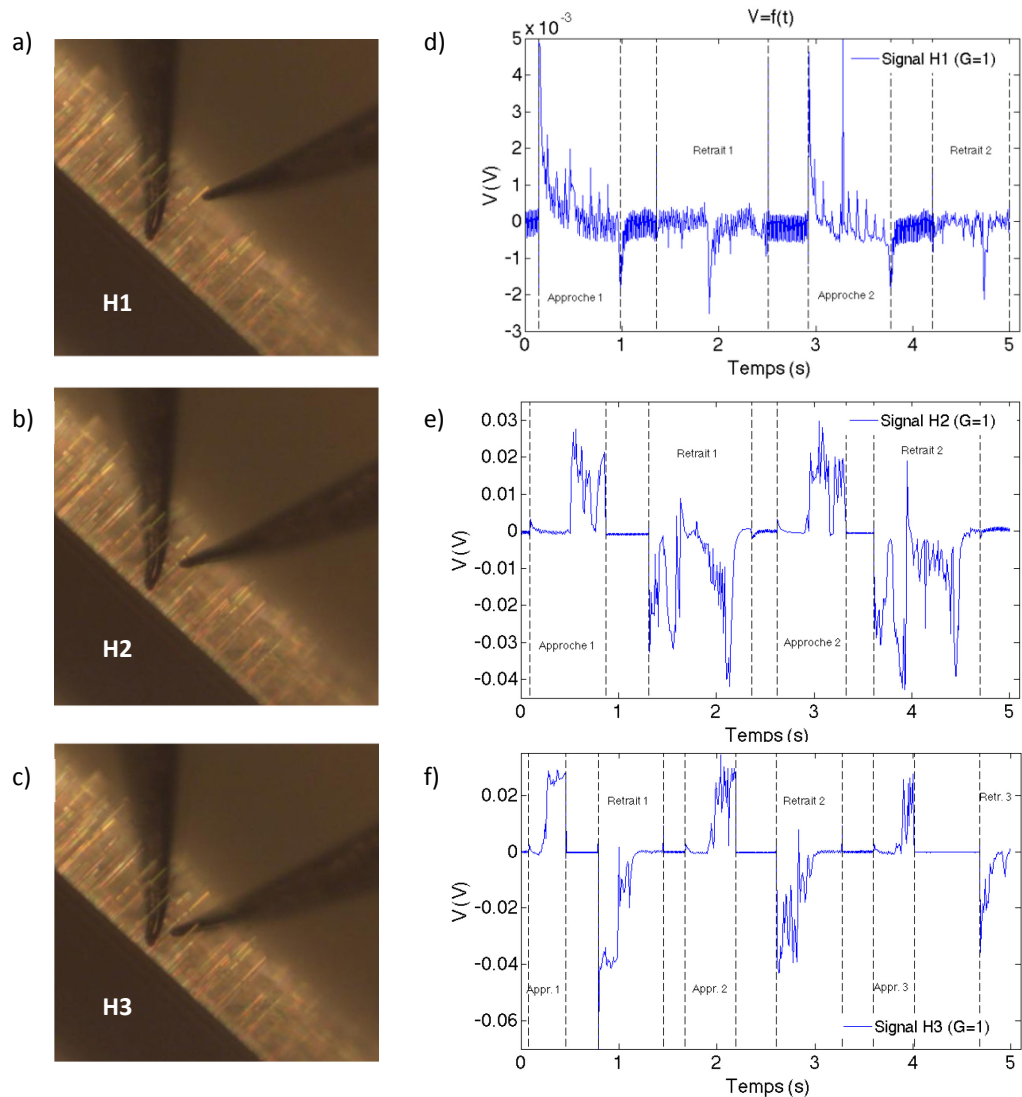 a)
H1
d)
V=f(t)
x 10⁻³
Signal H1 (G=1)
5
4
3
2
1
0
-1
-2
-3
V (V)
Retrait 1
Retrait 2
Approche 1
Approche 2
0 1 2 3 4 5
Temps (s)
b)
H2
e)
Signal H2 (G=1)
0.03
0.02
0.01
0
-0.01
-0.02
-0.03
-0.04
V (V)
Retrait 1
Retrait 2
Approche 1
Approche 2
0 1 2 3 4 5
Temps (s)
c)
H3
f)
0.02
0
-0.02
-0.04
-0.06
V (V)
Retrait 1
Retrait 2
Retr. 3
Appr. 1
Appr. 2
Appr. 3
Signal H3 (G=1)
0 1 2 3 4 5
Temps (s)